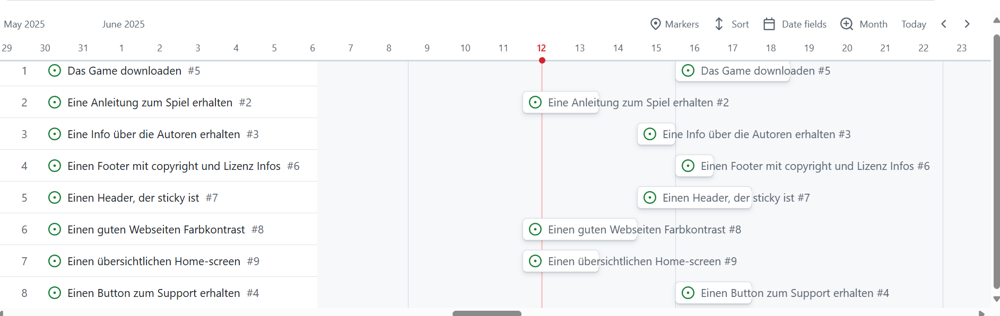 May 2025 June 2025 Markers Sort Date fields Month Today
29 30 31 1 2 3 4 5 6 7 8 9 10 11 12 13 14 15 16 17 18 19 20 21 22 23
1 Das Game downloaden #5 Das Game downloaden #5
2 Eine Anleitung zum Spiel erhalten #2 Eine Anleitung zum Spiel erhalten #2
3 Eine Info über die Autoren erhalten #3 Eine Info über die Autoren erhalten #3
4 Einen Footer mit copyright und Lizenz Infos #6 Einen Footer mit copyright und Lizenz Infos #6
5 Einen Header, der sticky ist #7 Einen Header, der sticky ist #7
6 Einen guten Webseiten Farbkontrast #8 Einen guten Webseiten Farbkontrast #8
7 Einen übersichtlichen Home-screen #9 Einen übersichtlichen Home-screen #9
8 Einen Button zum Support erhalten #4 Einen Button zum Support erhalten #4